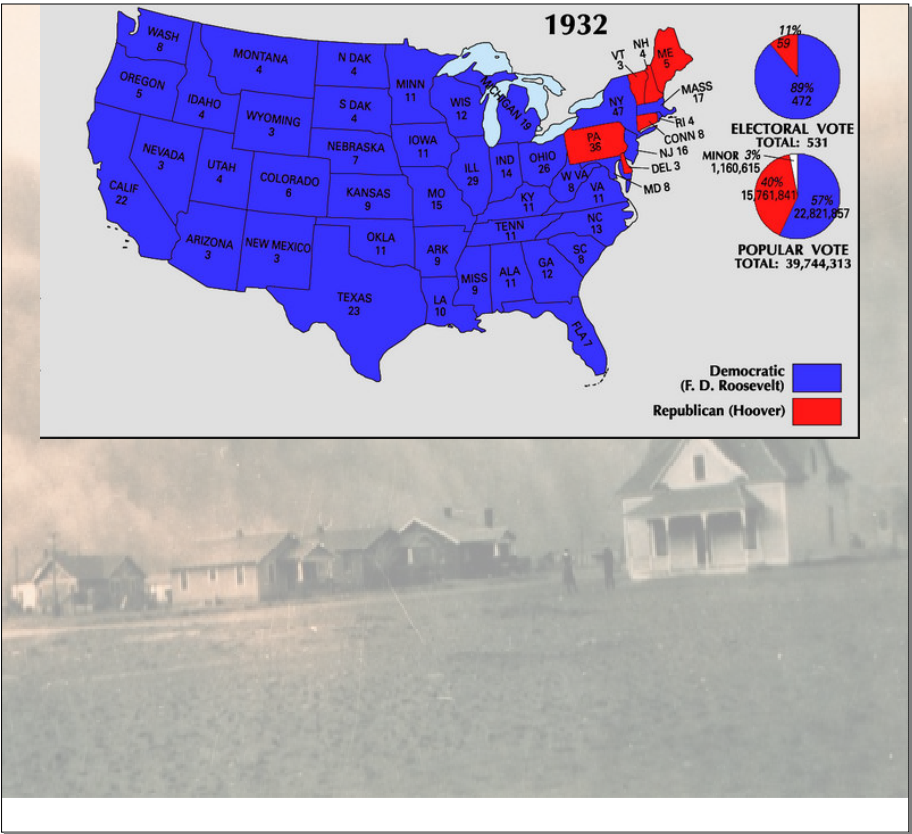 1932
WASH
8
OREGON
5
CALIF
22
IDAHO
4
NEVADA
3
MONTANA
4
WYOMING
3
UTAH
4
ARIZONA
3
COLORADO
6
NEW MEXICO
3
N DAK
4
S DAK
4
NEBRASKA
7
KANSAS
9
OKLA
11
TEXAS
23
MINN
11
IOWA
11
MO
15
ARK
9
LA
10
WIS
12
ILL
29
MICHIGAN 19
IND
14
OHIO
26
KY
11
TENN
11
MISS
9
ALA
11
GA
12
FLA 7
SC
8
NC
13
VA
11
W VA
8
PA
36
NY
47
VT
3
NH
4
ME
5
MASS
17
RI 4
CONN 8
NJ 16
DEL 3
MD 8
11%
59
89%
472
ELECTORAL VOTE
TOTAL: 531
MINOR 3%
1,160,615
40%
15,761,841
57%
22,821,857
POPULAR VOTE
TOTAL: 39,744,313
Democratic
(F. D. Roosevelt)
Republican (Hoover)